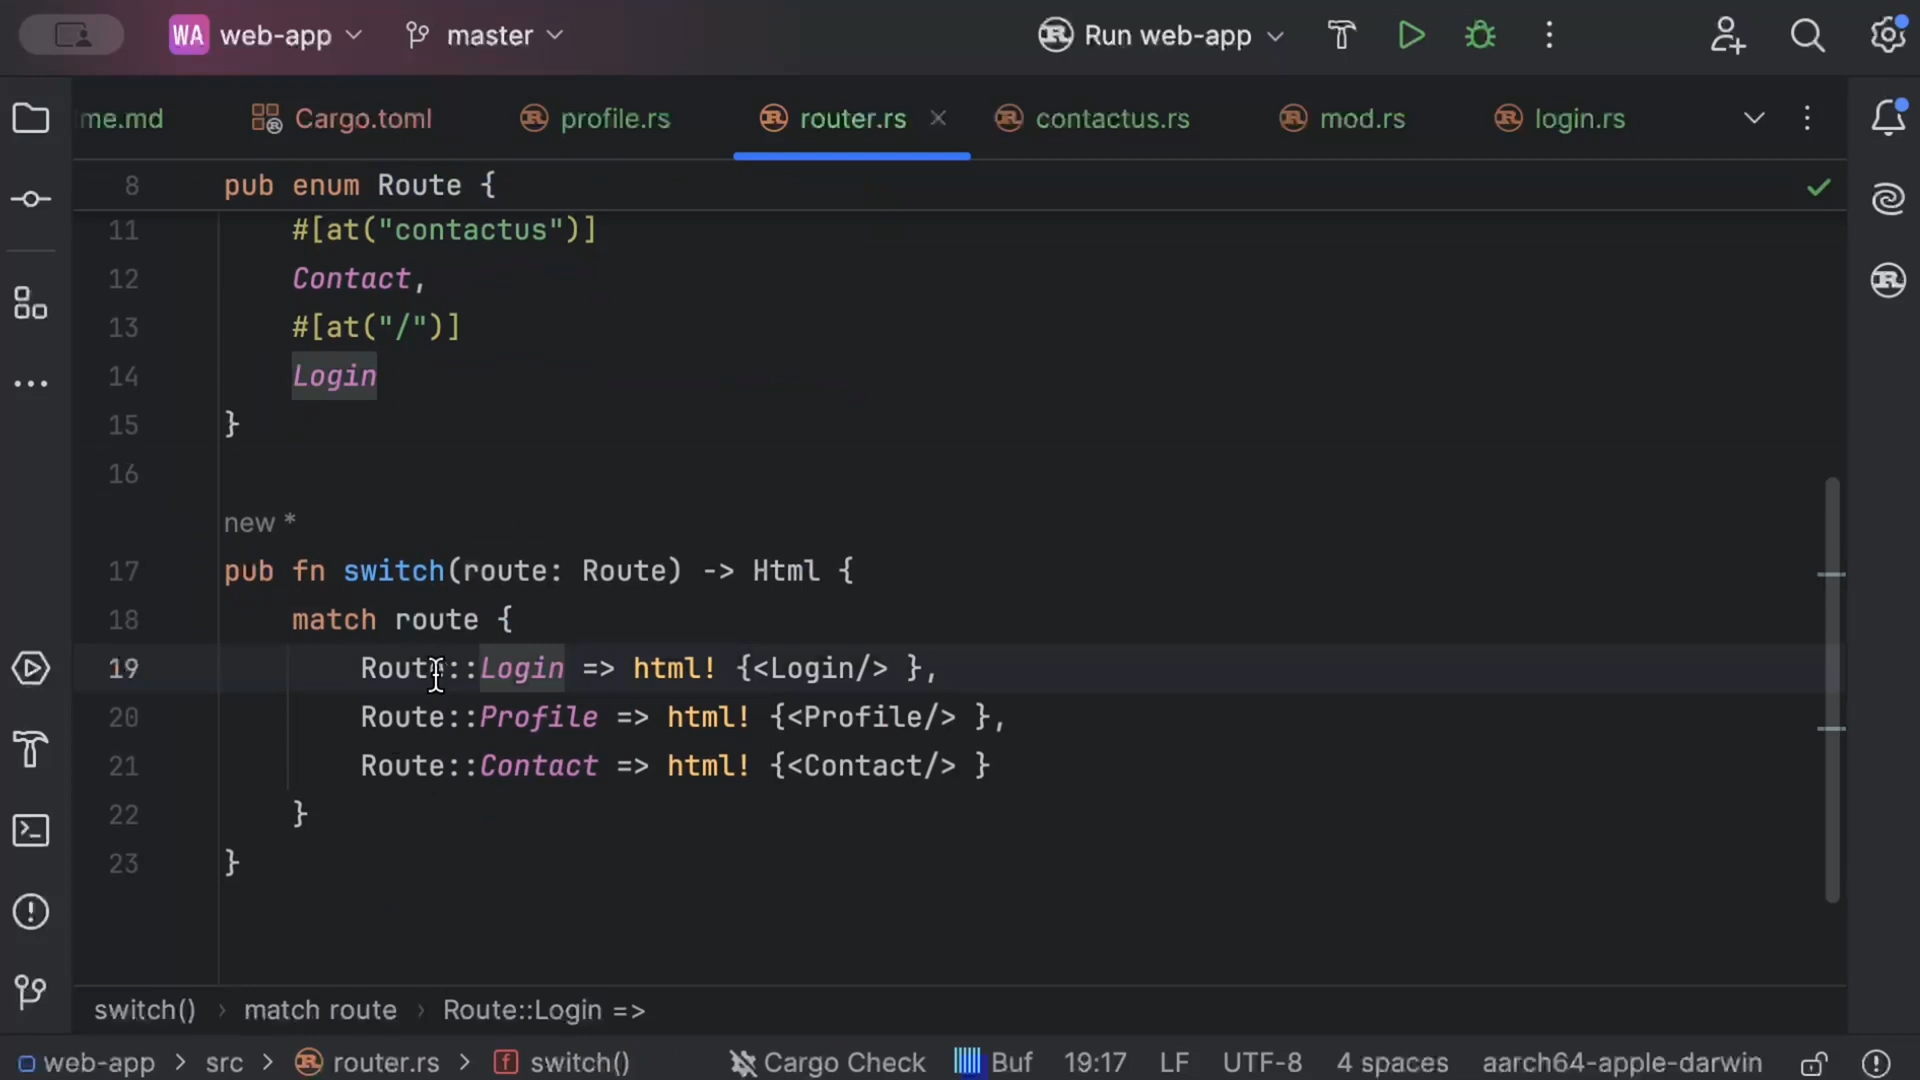 WA web-app master Run web-app
me.md Cargo.toml profile.rs router.rs contactus.rs mod.rs login.rs
8 pub enum Route {
11 #[at("contactus")]
12 Contact,
13 #[at("/")]
14 Login
15 }
16
new *
17 pub fn switch(route: Route) -> Html {
18 match route {
19 Route::Login => html! {<Login/> },
20 Route::Profile => html! {<Profile/> },
21 Route::Contact => html! {<Contact/> }
22 }
23 }
switch() › match route › Route::Login =>
web-app > src > router.rs > switch() Cargo Check Buf 19:17 LF UTF-8 4 spaces aarch64-apple-darwin